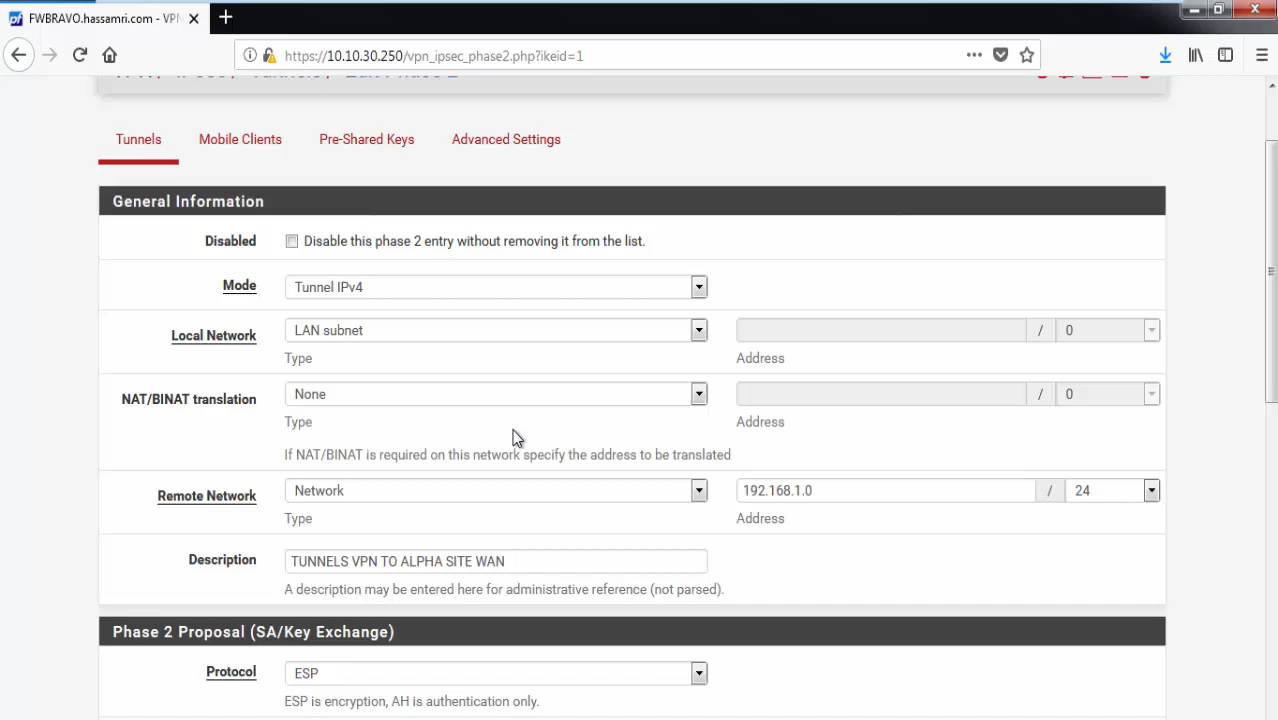 FWBRAVO.hassamri.com - VPN
https://10.10.30.250/vpn_ipsec_phase2.php?ikeid=1
Tunnels Mobile Clients Pre-Shared Keys Advanced Settings
General Information
Disabled Disable this phase 2 entry without removing it from the list.
Mode Tunnel IPv4
Local Network LAN subnet / 0
Type Address
NAT/BINAT translation None / 0
Type Address
If NAT/BINAT is required on this network specify the address to be translated
Remote Network Network 192.168.1.0 / 24
Type Address
Description TUNNELS VPN TO ALPHA SITE WAN
A description may be entered here for administrative reference (not parsed).
Phase 2 Proposal (SA/Key Exchange)
Protocol ESP
ESP is encryption, AH is authentication only.